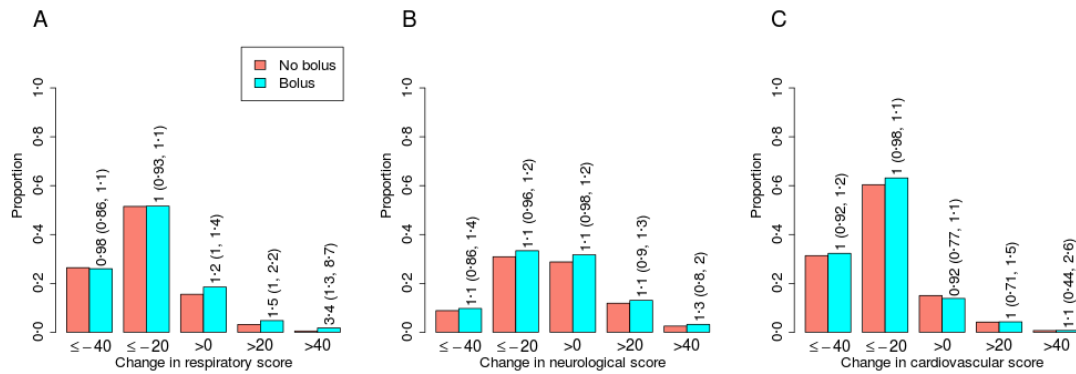 A
No bolus
Bolus
Proportion
0·0 0·2 0·4 0·6 0·8 1·0
0·98 (0·86, 1·1)
1 (0·93, 1·1)
1·2 (1, 1·4)
1·5 (1, 2·2)
3·4 (1·3, 8·7)
≤ −40 ≤ −20 >0 >20 >40
Change in respiratory score
B
Proportion
0·0 0·2 0·4 0·6 0·8 1·0
1·1 (0·86, 1·4)
1·1 (0·96, 1·2)
1·1 (0·98, 1·2)
1·1 (0·9, 1·3)
1·3 (0·8, 2)
≤ −40 ≤ −20 >0 >20 >40
Change in neurological score
C
Proportion
0·0 0·2 0·4 0·6 0·8 1·0
1 (0·92, 1·2)
1 (0·98, 1·1)
0·92 (0·77, 1·1)
1 (0·71, 1·5)
1·1 (0·44, 2·6)
≤ −40 ≤ −20 >0 >20 >40
Change in cardiovascular score